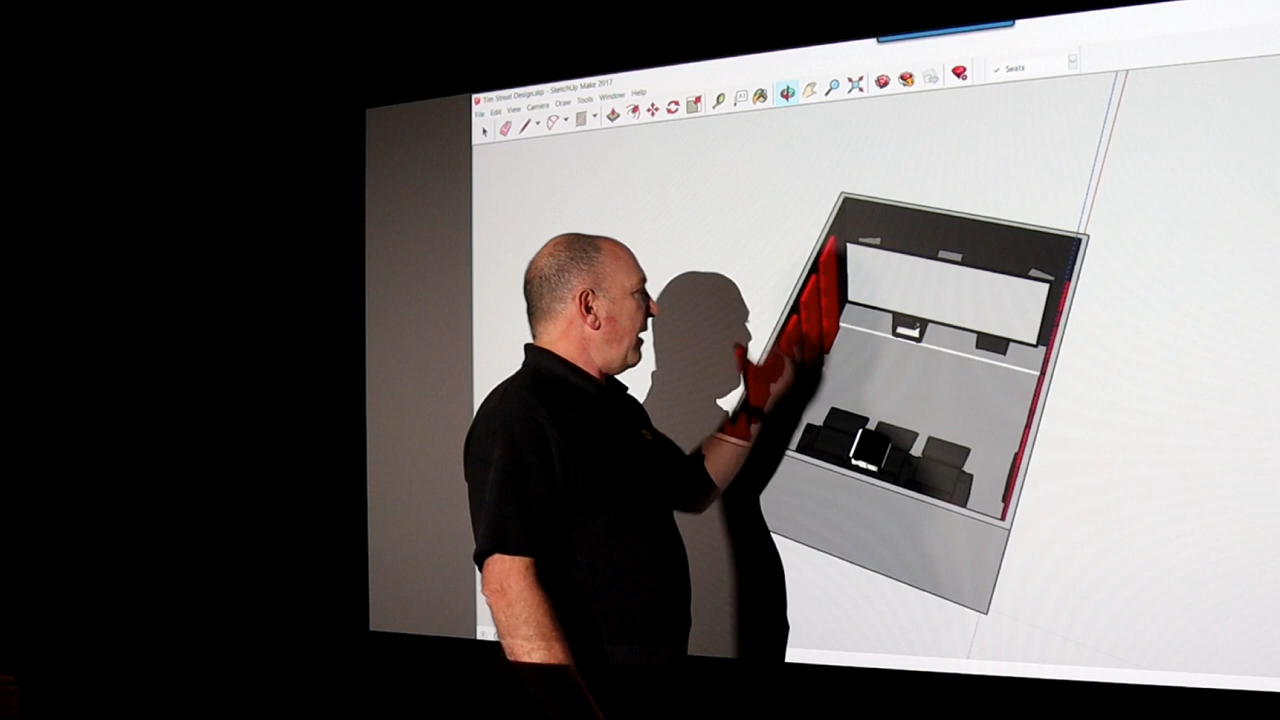 Tim Street Design.skp - SketchUp Make 2017
File Edit View Camera Draw Tools Window Help
Seats